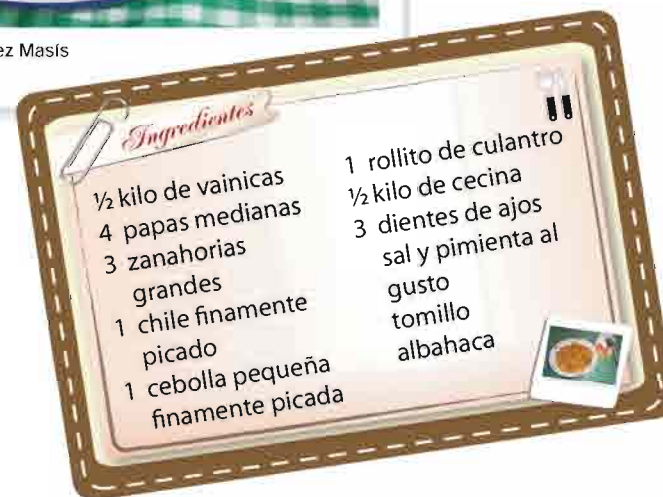 ez Masís
Ingredientes
½ kilo de vainicas
4 papas medianas
3 zanahorias
grandes
1 chile finamente
picado
1 cebolla pequeña
finamente picada
1 rollito de culantro
½ kilo de cecina
3 dientes de ajos
sal y pimienta al
gusto
tomillo
albahaca